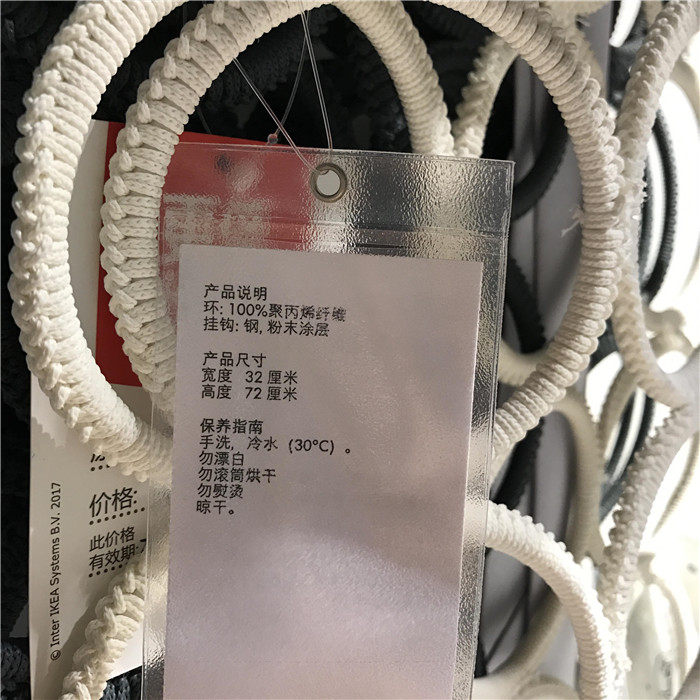 产品说明
环: 100%聚丙烯纤维
挂钩: 钢, 粉末涂层
产品尺寸
宽度 32 厘米
高度 72 厘米
保养指南
手洗, 冷水 (30°C) 。
勿漂白
勿滚筒烘干
勿熨烫
晾干。
价格:
此价格
有效期:
© Inter IKEA Systems B.V. 2017